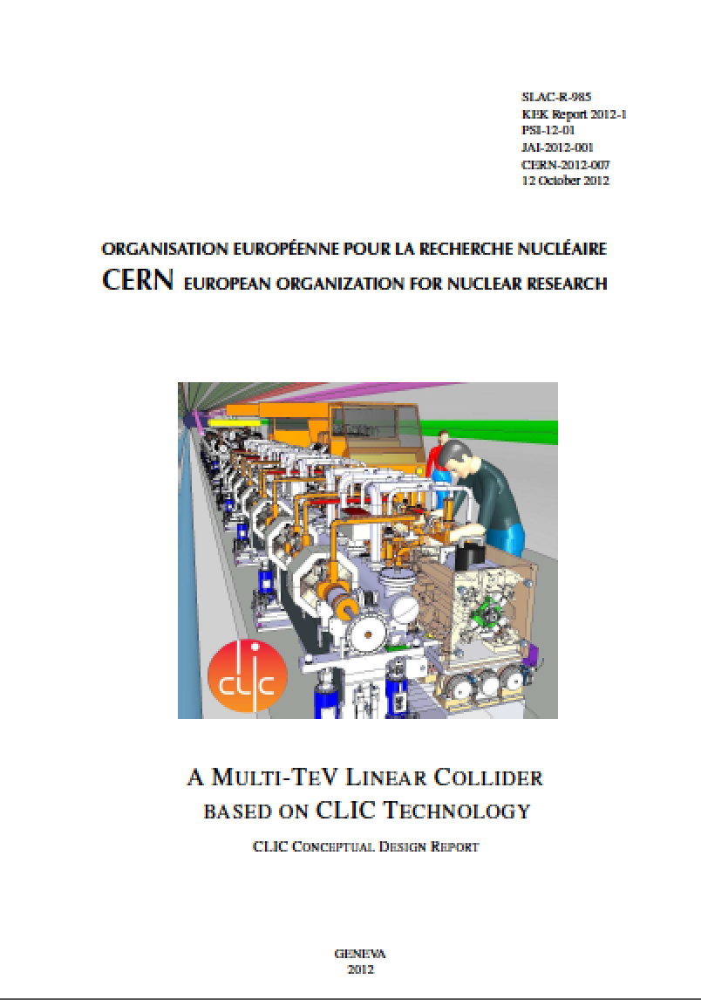 SLAC-R-985
KEK Report 2012-1
PSI-12-01
JAI-2012-001
CERN-2012-007
12 October 2012
ORGANISATION EUROPÉENNE POUR LA RECHERCHE NUCLÉAIRE
CERN EUROPEAN ORGANIZATION FOR NUCLEAR RESEARCH
clic
A MULTI-TEV LINEAR COLLIDER
BASED ON CLIC TECHNOLOGY
CLIC CONCEPTUAL DESIGN REPORT
GENEVA
2012